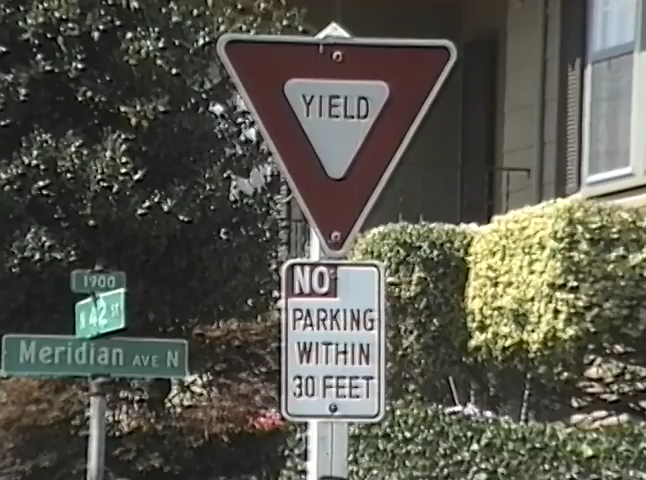 YIELD
NO
PARKING
WITHIN
30 FEET
1900
N 42 ST
Meridian AVE N